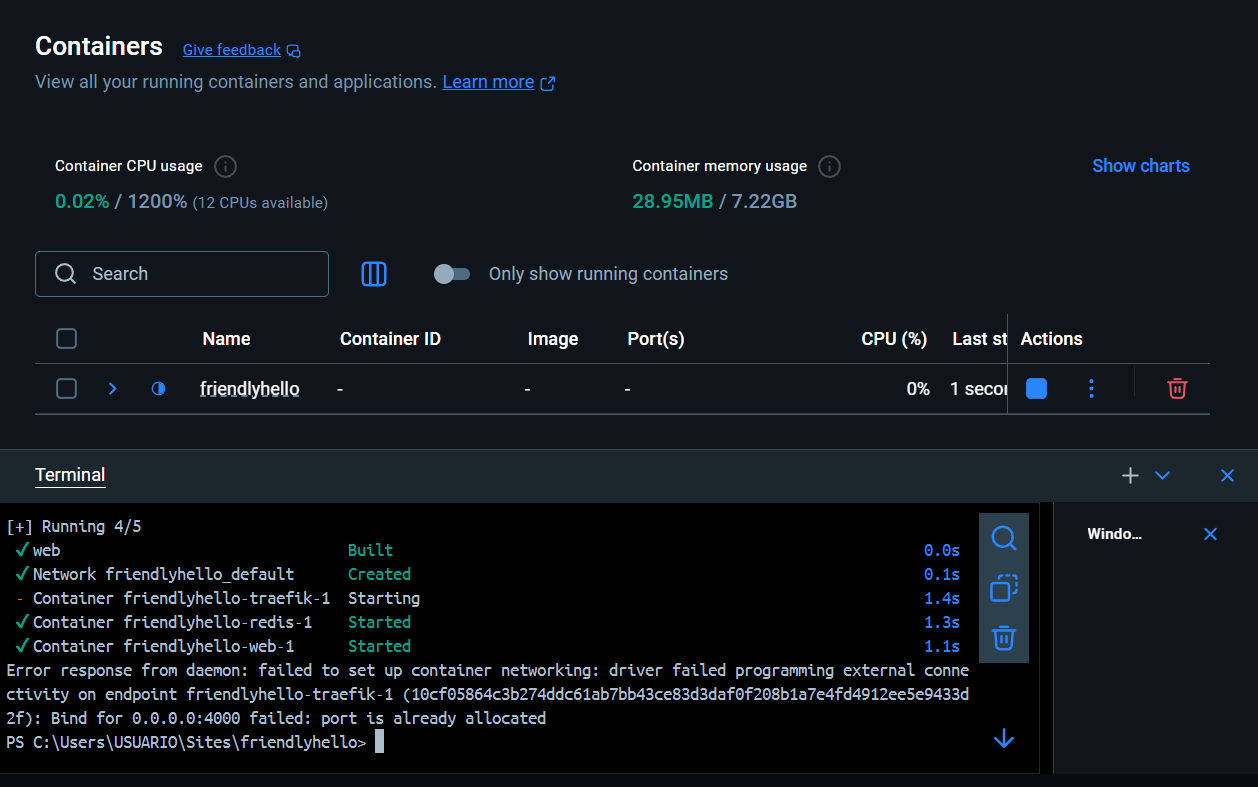 Containers Give feedback
View all your running containers and applications. Learn more
Container CPU usage Container memory usage Show charts
0.02% / 1200% (12 CPUs available) 28.95MB / 7.22GB
Search Only show running containers
Name Container ID Image Port(s) CPU (%) Last st Actions
friendlyhello - - - 0% 1 secon
Terminal
[+] Running 4/5
✓web Built 0.0s
✓Network friendlyhello_default Created 0.1s
- Container friendlyhello-traefik-1 Starting 1.4s
✓Container friendlyhello-redis-1 Started 1.3s
✓Container friendlyhello-web-1 Started 1.1s
Error response from daemon: failed to set up container networking: driver failed programming external conne
ctivity on endpoint friendlyhello-traefik-1 (10cf05864c3b274ddc61ab7bb43ce83d3daf0f208b1a7e4fd4912ee5e9433d
2f): Bind for 0.0.0.0:4000 failed: port is already allocated
PS C:\Users\USUARIO\Sites\friendlyhello>
Windo...